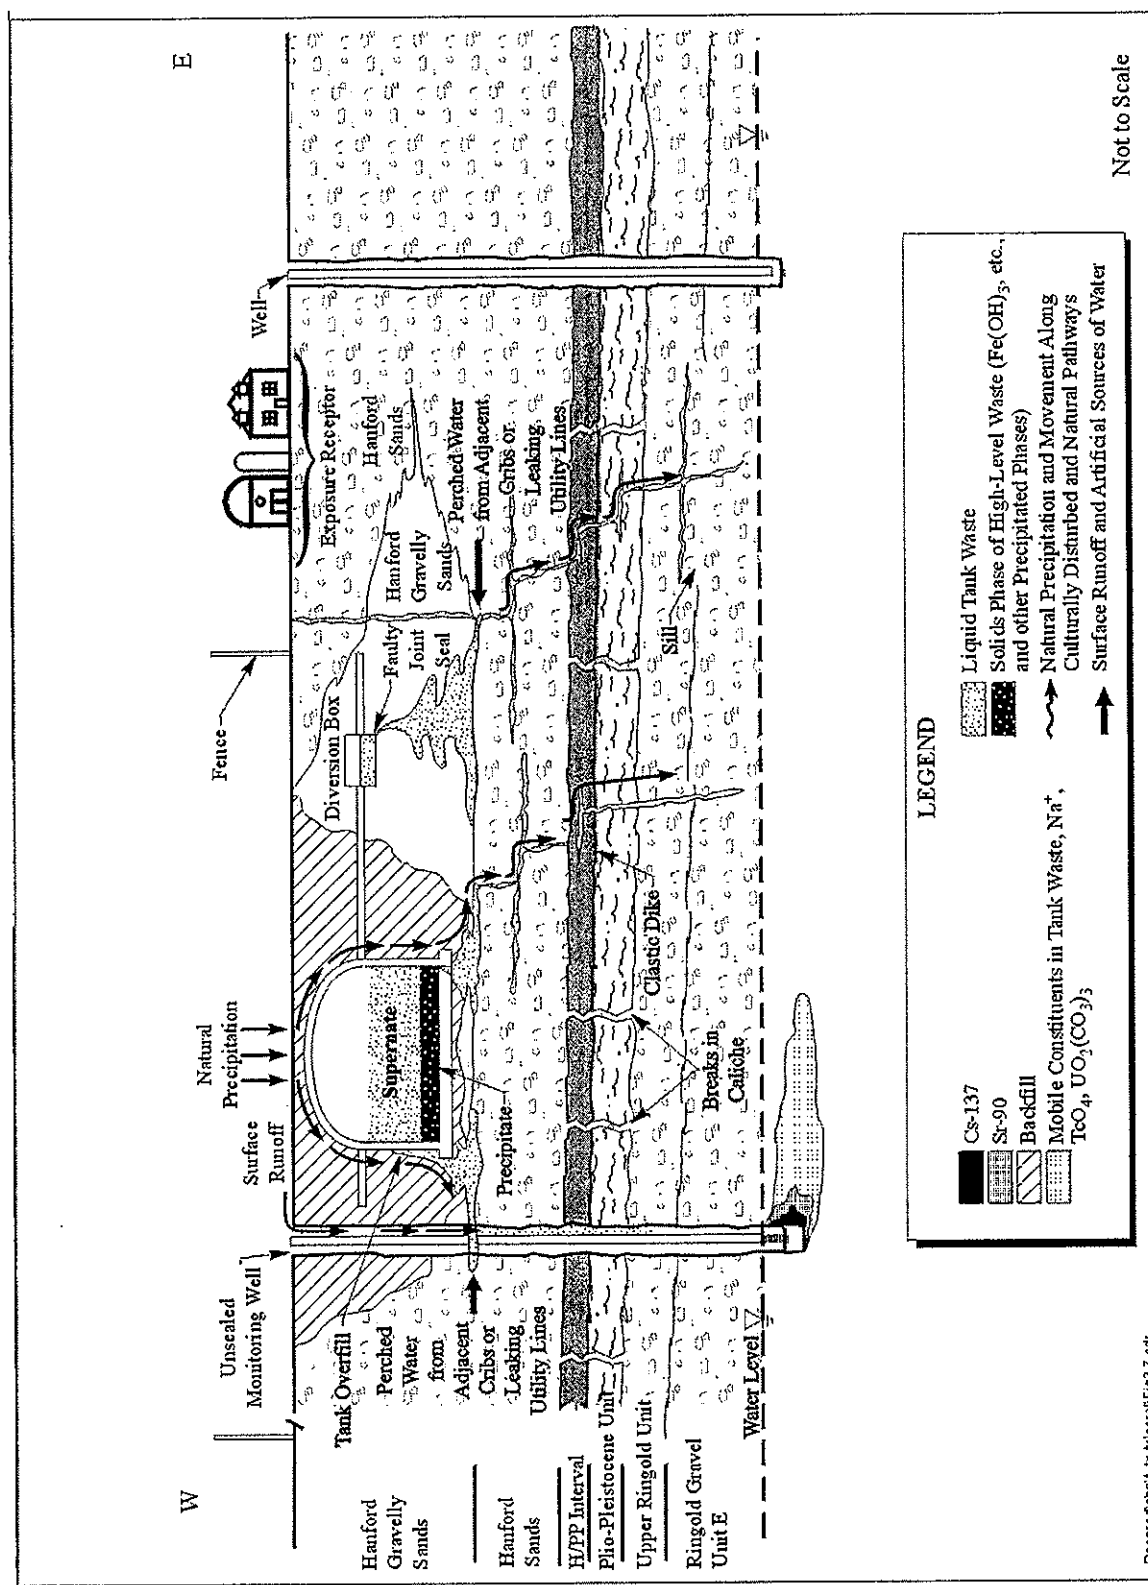 W
E
Unsealed
Monitoring Well
Surface
Runoff
Natural
Precipitation
Fence
Well
Exposure Receptor
Tank Overfill
Diversion Box
Faulty
Joint
Seal
Hanford
Gravelly
Sands
Hanford
Sands
Supernate
Precipitate
Perched
Water
from
Adjacent
Cribs or
Leaking
Utility Lines
Perched Water
from Adjacent
Gribs or
Leaking
Utility Lines
Hanford
Gravelly
Sands
Hanford
Sands
H/PP Interval
Plio-Pleistocene Unit
Upper Ringold Unit
Ringold Gravel
Unit E
Breaks in
Caliche
Clastic Dike
Sill
Water Level
LEGEND
Cs-137
Sr-90
Backfill
Mobile Constituents in Tank Waste, Na⁺,
TcO₄, UO₂(CO₃)₃
Liquid Tank Waste
Solids Phase of High-Level Waste (Fe(OH)₃, etc.,
and other Precipitated Phases)
Natural Precipitation and Movement Along
Culturally Disturbed and Natural Pathways
Surface Runoff and Artificial Sources of Water
Not to Scale